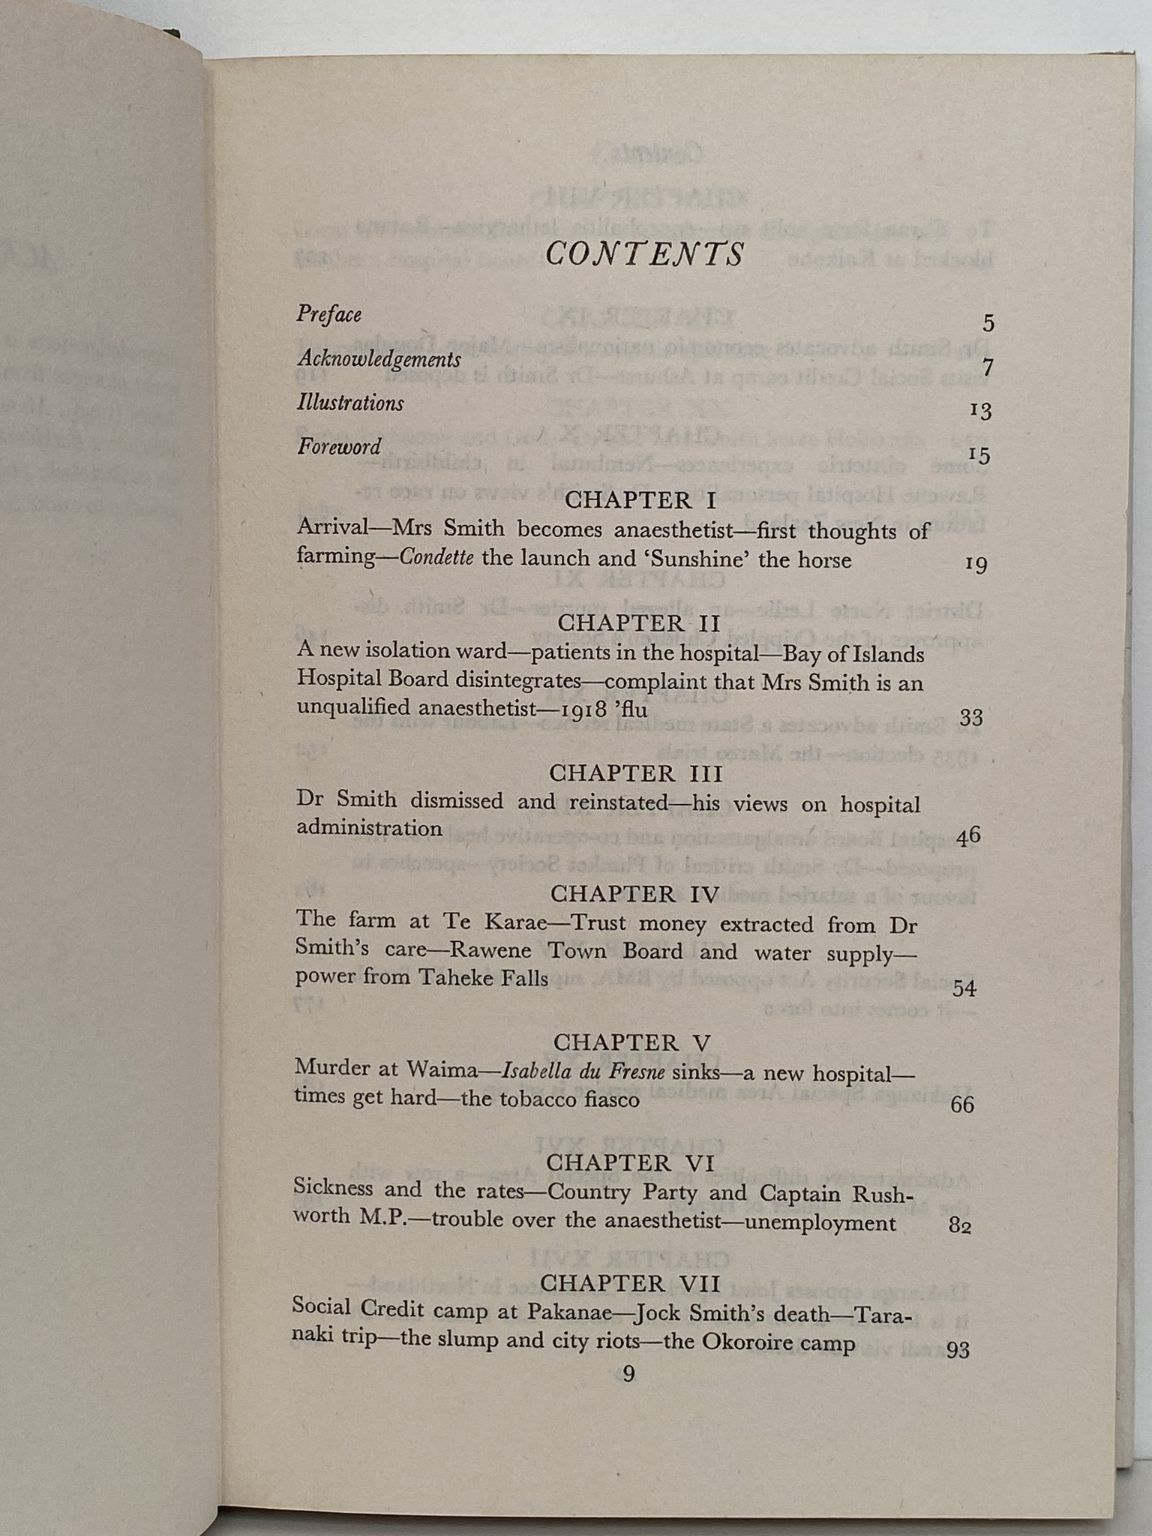 CONTENTS
Preface 5
Acknowledgements 7
Illustrations 13
Foreword 15
CHAPTER I
Arrival—Mrs Smith becomes anaesthetist—first thoughts of
farming—Condette the launch and ‘Sunshine’ the horse 19
CHAPTER II
A new isolation ward—patients in the hospital—Bay of Islands
Hospital Board disintegrates—complaint that Mrs Smith is an
unqualified anaesthetist—1918 ’flu 33
CHAPTER III
Dr Smith dismissed and reinstated—his views on hospital
administration 46
CHAPTER IV
The farm at Te Karae—Trust money extracted from Dr
Smith’s care—Rawene Town Board and water supply—
power from Taheke Falls 54
CHAPTER V
Murder at Waima—Isabella du Fresne sinks—a new hospital—
times get hard—the tobacco fiasco 66
CHAPTER VI
Sickness and the rates—Country Party and Captain Rush-
worth M.P.—trouble over the anaesthetist—unemployment 82
CHAPTER VII
Social Credit camp at Pakanae—Jock Smith’s death—Tara-
naki trip—the slump and city riots—the Okoroire camp 93
9